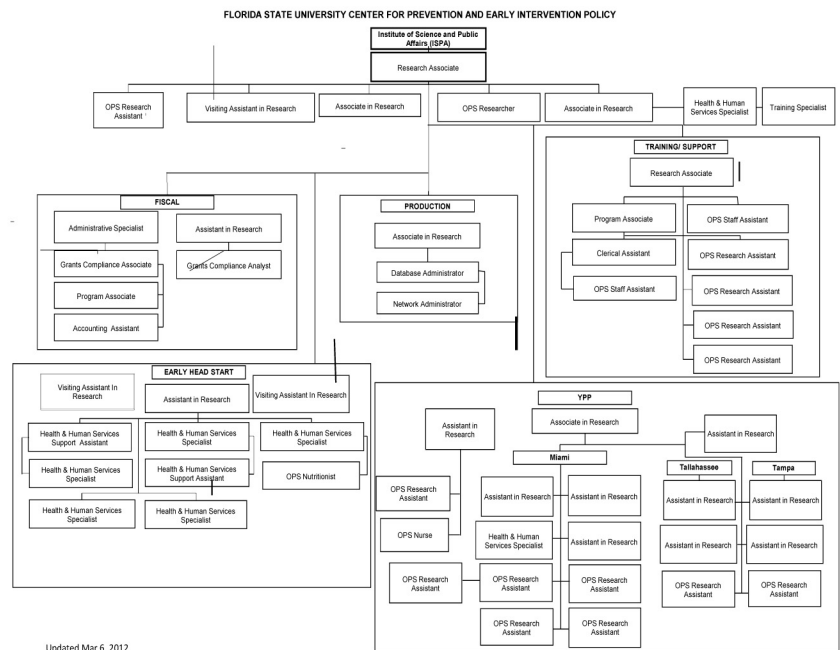 FLORIDA STATE UNIVERSITY CENTER FOR PREVENTION AND EARLY INTERVENTION POLICY
Institute of Science and Public
Affairs (ISPA)
Research Associate
OPS Research
Assistant
Visiting Assistant in Research
Associate in Research
OPS Researcher
Associate in Research
Health & Human
Services Specialist
Training Specialist
TRAINING/ SUPPORT
Research Associate
Program Associate
OPS Staff Assistant
Clerical Assistant
OPS Research Assistant
OPS Staff Assistant
OPS Research Assistant
OPS Research Assistant
OPS Research Assistant
FISCAL
Administrative Specialist
Assistant in Research
Grants Compliance Associate
Grants Compliance Analyst
Program Associate
Accounting Assistant
PRODUCTION
Associate in Research
Database Administrator
Network Administrator
EARLY HEAD START
Visiting Assistant In
Research
Assistant in Research
Visiting Assistant In Research
Health & Human Services
Support Assistant
Health & Human Services
Specialist
Health & Human Services
Specialist
Health & Human Services
Specialist
Health & Human Services
Support Assistant
OPS Nutritionist
Health & Human Services
Specialist
Health & Human Services
Specialist
YPP
Associate in Research
Assistant in
Research
Assistant in Research
Miami
Tallahassee
Tampa
OPS Research
Assistant
Assistant in Research
Assistant in Research
Assistant in Research
Assistant in Research
OPS Nurse
Health & Human
Services Specialist
Assistant in Research
Assistant in Research
Assistant in Research
OPS Research
Assistant
OPS Research
Assistant
OPS Research
Assistant
OPS Research
Assistant
OPS Research
Assistant
OPS Research
Assistant
OPS Research
Assistant
Updated Mar 6, 2012